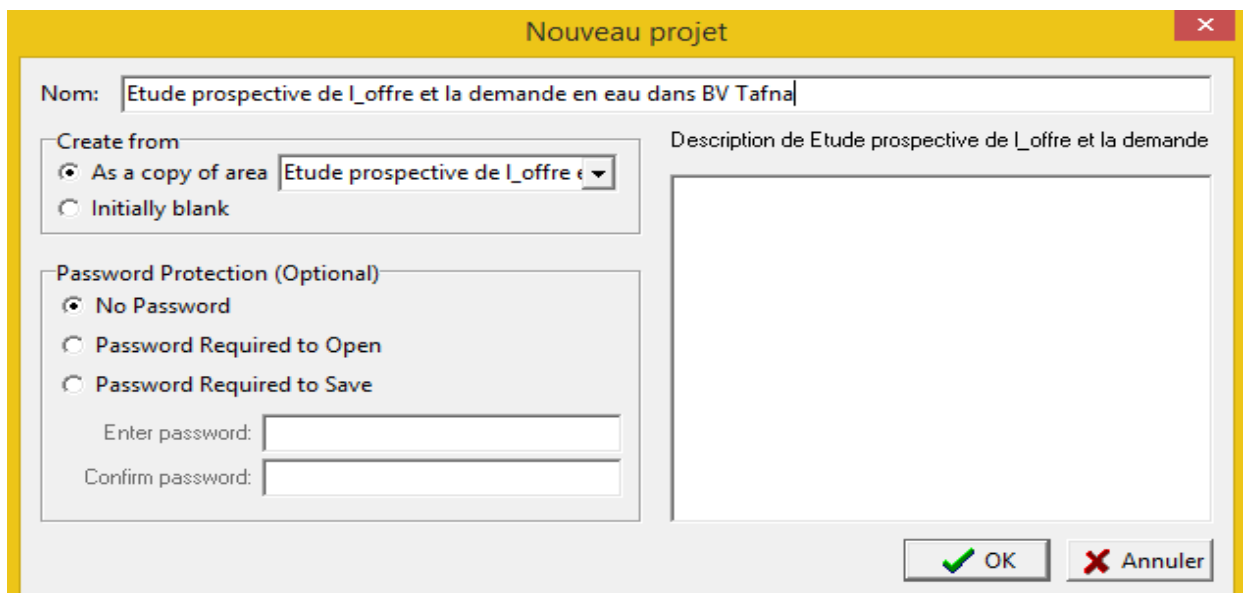 Nouveau projet
Nom: Etude prospective de l_offre et la demande en eau dans BV Tafna
Create from
As a copy of area Etude prospective de l_offre e
Initially blank
Password Protection (Optional)
No Password
Password Required to Open
Password Required to Save
Enter password:
Confirm password:
Description de Etude prospective de l_offre et la demande
OK Annuler